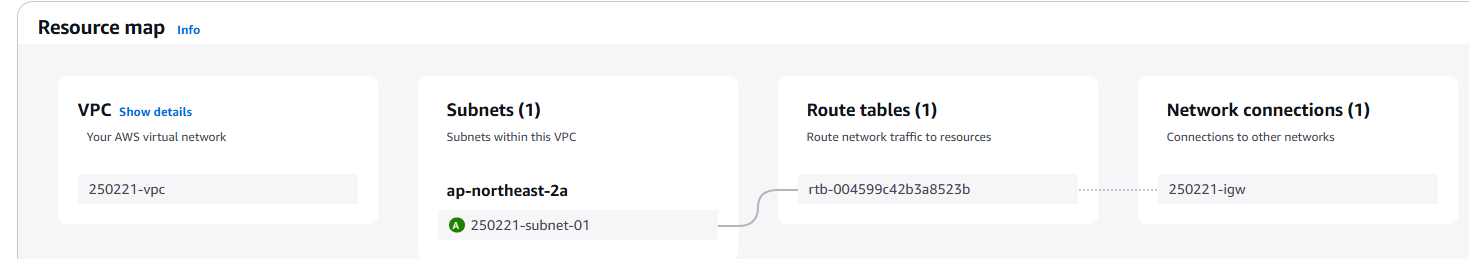 Resource map Info
VPC Show details
Your AWS virtual network
250221-vpc
Subnets (1)
Subnets within this VPC
ap-northeast-2a
A 250221-subnet-01
Route tables (1)
Route network traffic to resources
rtb-004599c42b3a8523b
Network connections (1)
Connections to other networks
250221-igw